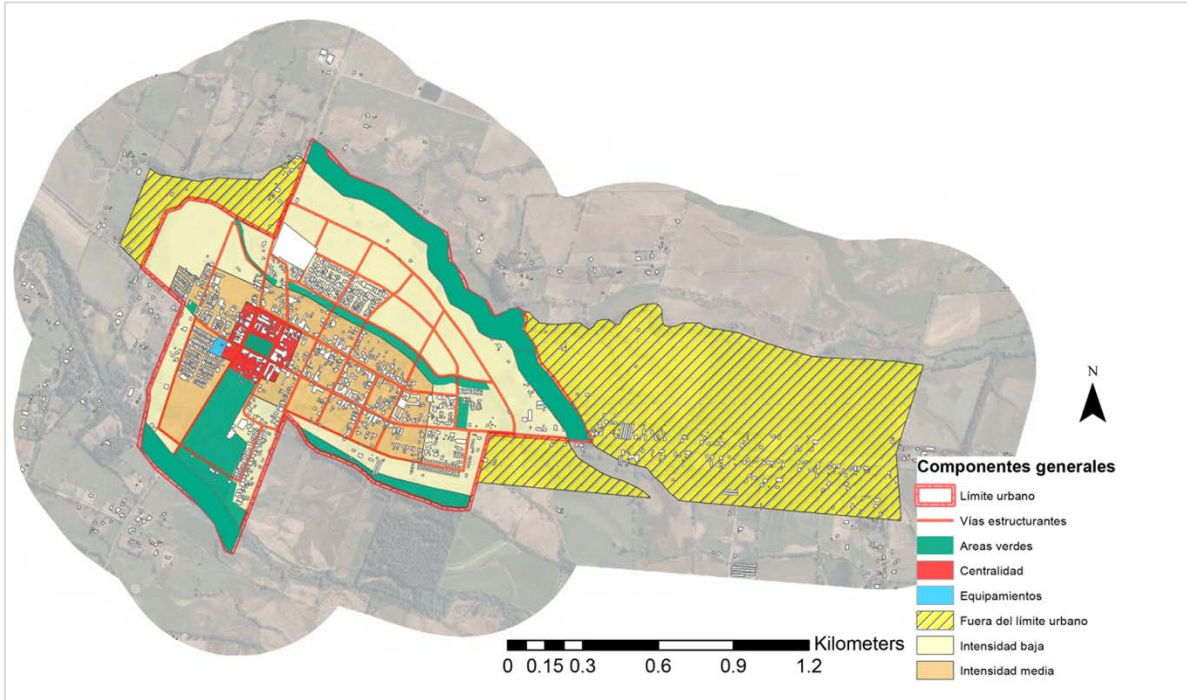 N
Componentes generales
Límite urbano
Vías estructurantes
Areas verdes
Centralidad
Equipamientos
Fuera del límite urbano
Intensidad baja
Intensidad media
Kilometers
0 0.15 0.3 0.6 0.9 1.2